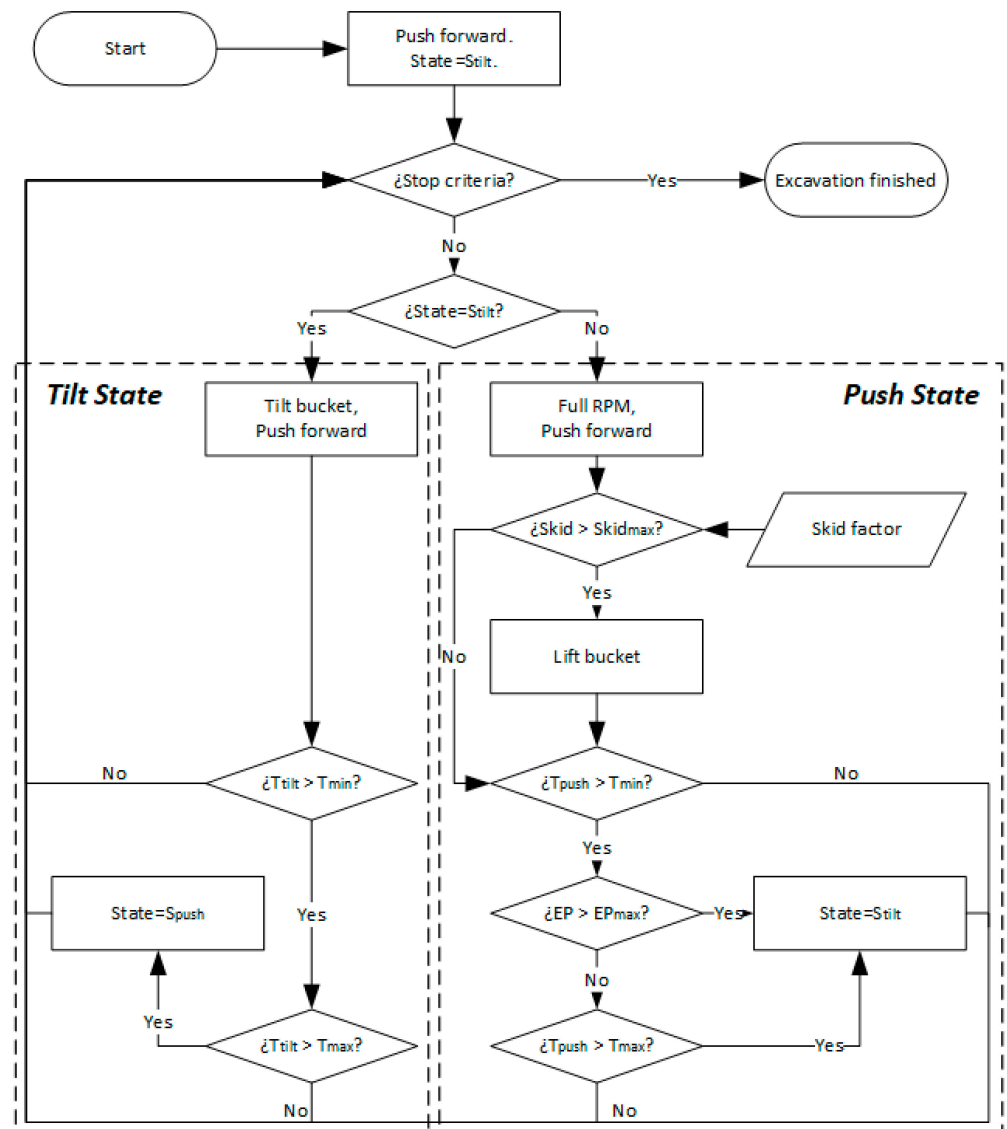 Start
Push forward.
State=Stilt.
¿Stop criteria?
Yes
Excavation finished
No
¿State=Stilt?
Yes
No
Tilt State
Push State
Tilt bucket,
Push forward
Full RPM,
Push forward
¿Skid > Skidmax?
Skid factor
Yes
No
Lift bucket
No
¿Ttilt > Tmin?
¿Tpush > Tmin?
No
Yes
State=Spush
Yes
¿EP > EPmax?
Yes
State=Stilt
No
Yes
¿Ttilt > Tmax?
¿Tpush > Tmax?
Yes
No
No